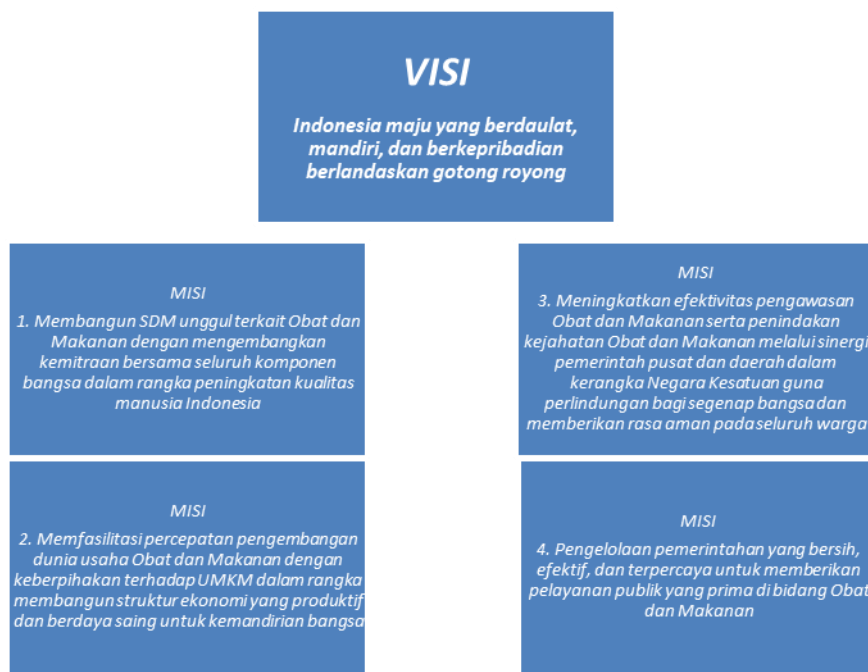 VISI
Indonesia maju yang berdaulat,
mandiri, dan berkepribadian
berlandaskan gotong royong
MISI
1. Membangun SDM unggul terkait Obat dan
Makanan dengan mengembangkan
kemitraan bersama seluruh komponen
bangsa dalam rangka peningkatan kualitas
manusia Indonesia
MISI
2. Memfasilitasi percepatan pengembangan
dunia usaha Obat dan Makanan dengan
keberpihakan terhadap UMKM dalam rangka
membangun struktur ekonomi yang produktif
dan berdaya saing untuk kemandirian bangsa
MISI
3. Meningkatkan efektivitas pengawasan
Obat dan Makanan serta penindakan
kejahatan Obat dan Makanan melalui sinergi
pemerintah pusat dan daerah dalam
kerangka Negara Kesatuan guna
perlindungan bagi segenap bangsa dan
memberikan rasa aman pada seluruh warga
MISI
4. Pengelolaan pemerintahan yang bersih,
efektif, dan terpercaya untuk memberikan
pelayanan publik yang prima di bidang Obat
dan Makanan